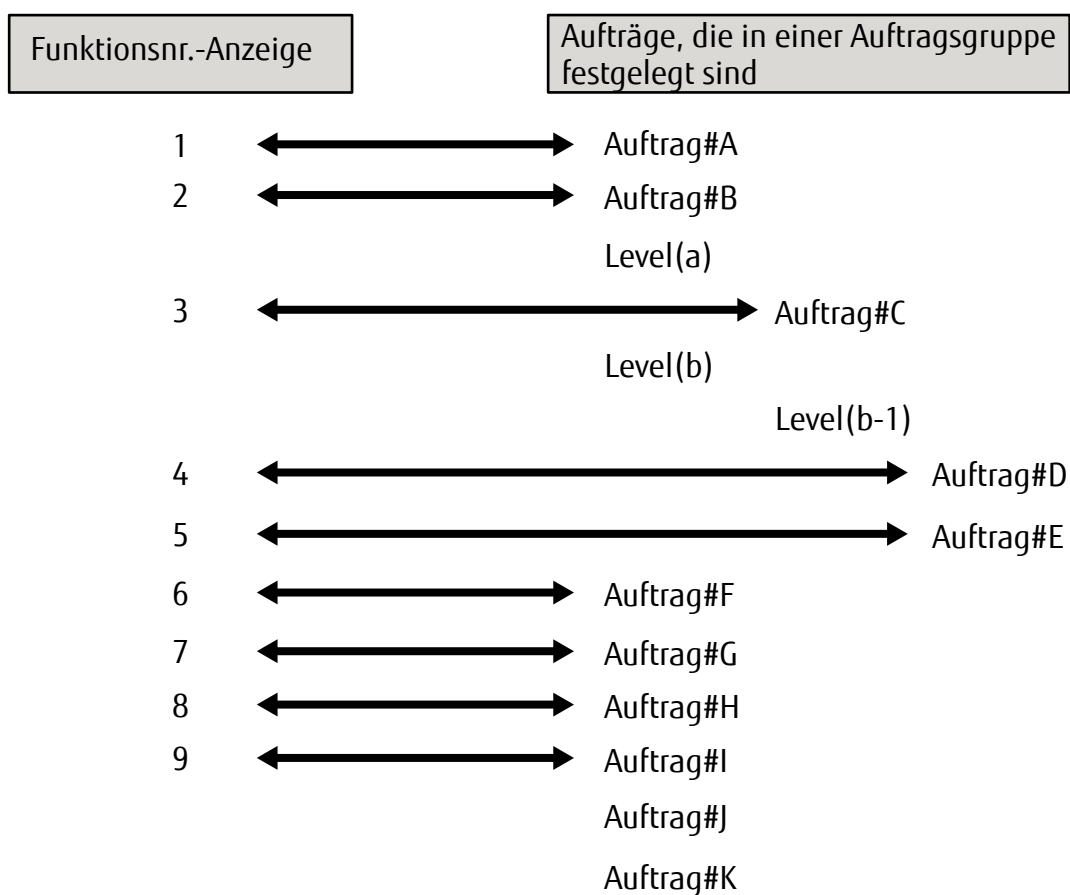 Funktionsnr.-Anzeige
Aufträge, die in einer Auftragsgruppe
festgelegt sind
1 Auftrag#A
2 Auftrag#B
Level(a)
3 Auftrag#C
Level(b)
Level(b-1)
4 Auftrag#D
5 Auftrag#E
6 Auftrag#F
7 Auftrag#G
8 Auftrag#H
9 Auftrag#I
Auftrag#J
Auftrag#K